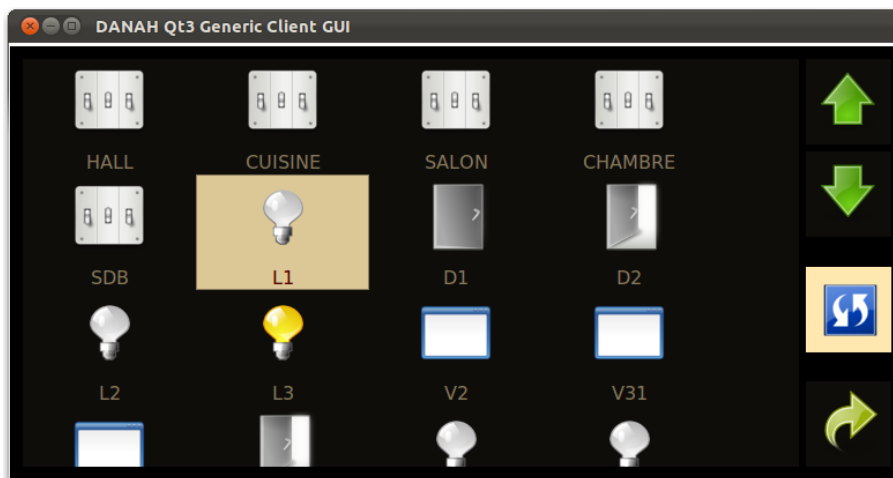 DANAH Qt3 Generic Client GUI
HALL CUISINE SALON CHAMBRE
SDB L1 D1 D2
L2 L3 V2 V31